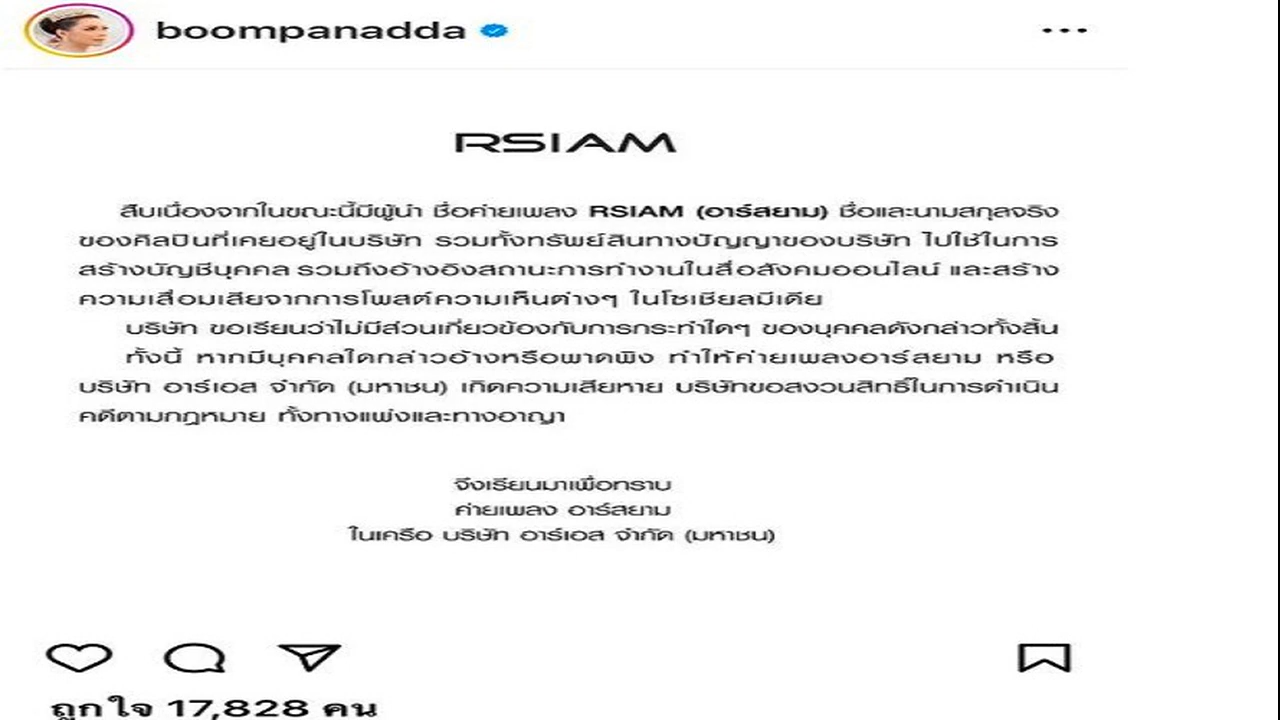 boompanadda
RSIAM
สืบเนื่องจากในขณะนี้มีผู้นำ ชื่อค่ายเพลง RSIAM (อาร์สยาม) ชื่อและนามสกุลจริง
ของศิลปินที่เคยอยู่ในบริษัท รวมทั้งทรัพย์สินทางปัญญาของบริษัท ไปใช้ในการ
สร้างบัญชีบุคคล รวมถึงอ้างอิงสถานะการทำงานในสื่อสังคมออนไลน์ และสร้าง
ความเสื่อมเสียจากการโพสต์ความเห็นต่างๆ ในโซเชียลมีเดีย
บริษัท ขอเรียนว่าไม่มีส่วนเกี่ยวข้องกับการกระทำใดๆ ของบุคคลดังกล่าวทั้งสิ้น
ทั้งนี้ หากมีบุคคลใดกล่าวอ้างหรือพาดพิง ทำให้ค่ายเพลงอาร์สยาม หรือ
บริษัท อาร์เอส จำกัด (มหาชน) เกิดความเสียหาย บริษัทขอสงวนสิทธิ์ในการดำเนิน
คดีตามกฎหมาย ทั้งทางแพ่งและทางอาญา
จึงเรียนมาเพื่อทราบ
ค่ายเพลง อาร์สยาม
ในเครือ บริษัท อาร์เอส จำกัด (มหาชน)
ถูกใจ 17,828 คน